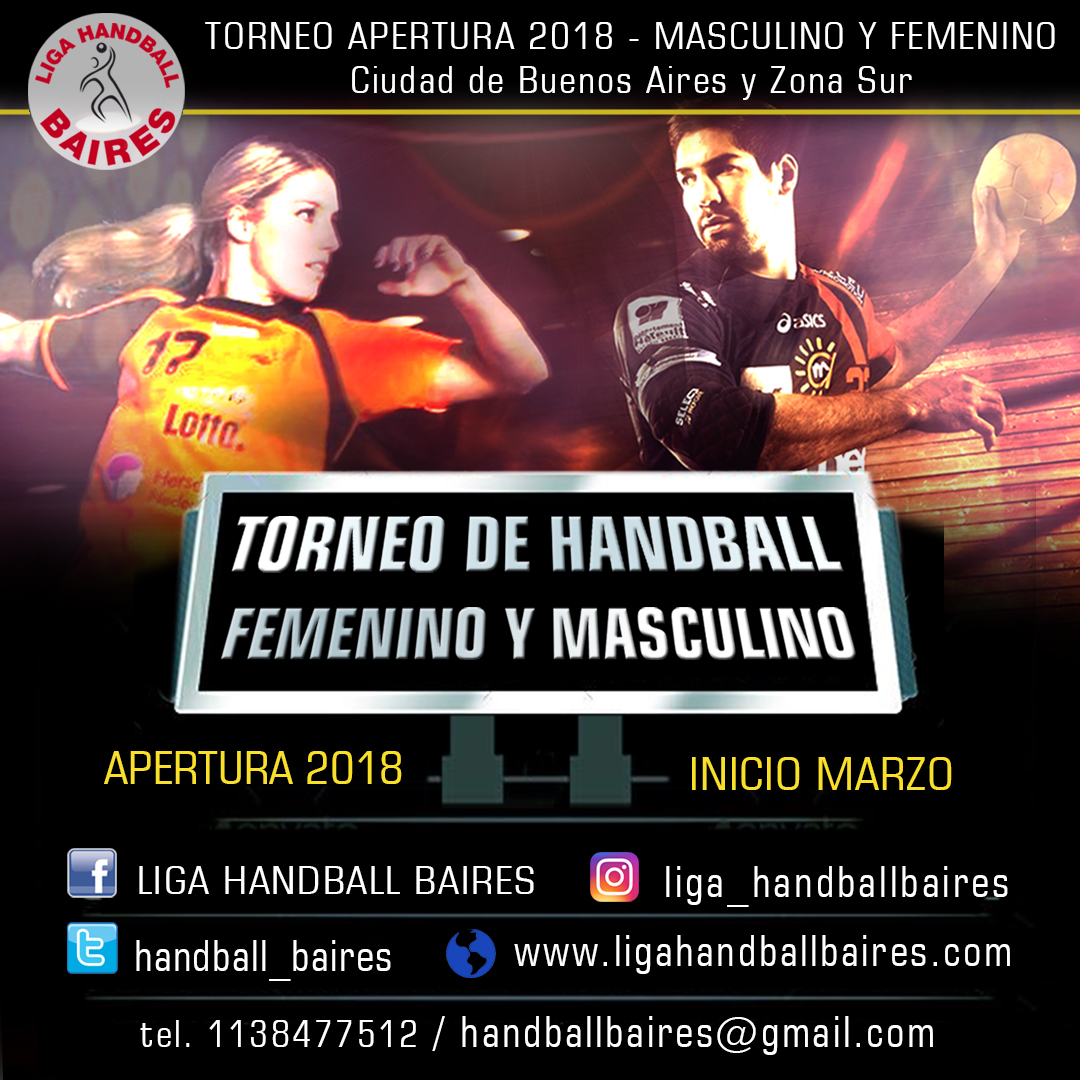 LIGA HANDBALL
BAIRES
TORNEO APERTURA 2018 - MASCULINO Y FEMENINO
Ciudad de Buenos Aires y Zona Sur
17
Lotto.
asics
SELECT
TORNEO DE HANDBALL
FEMENINO Y MASCULINO
APERTURA 2018
INICIO MARZO
LIGA HANDBALL BAIRES
liga_handballbaires
handball_baires
www.ligahandballbaires.com
tel. 1138477512 / handballbaires@gmail.com